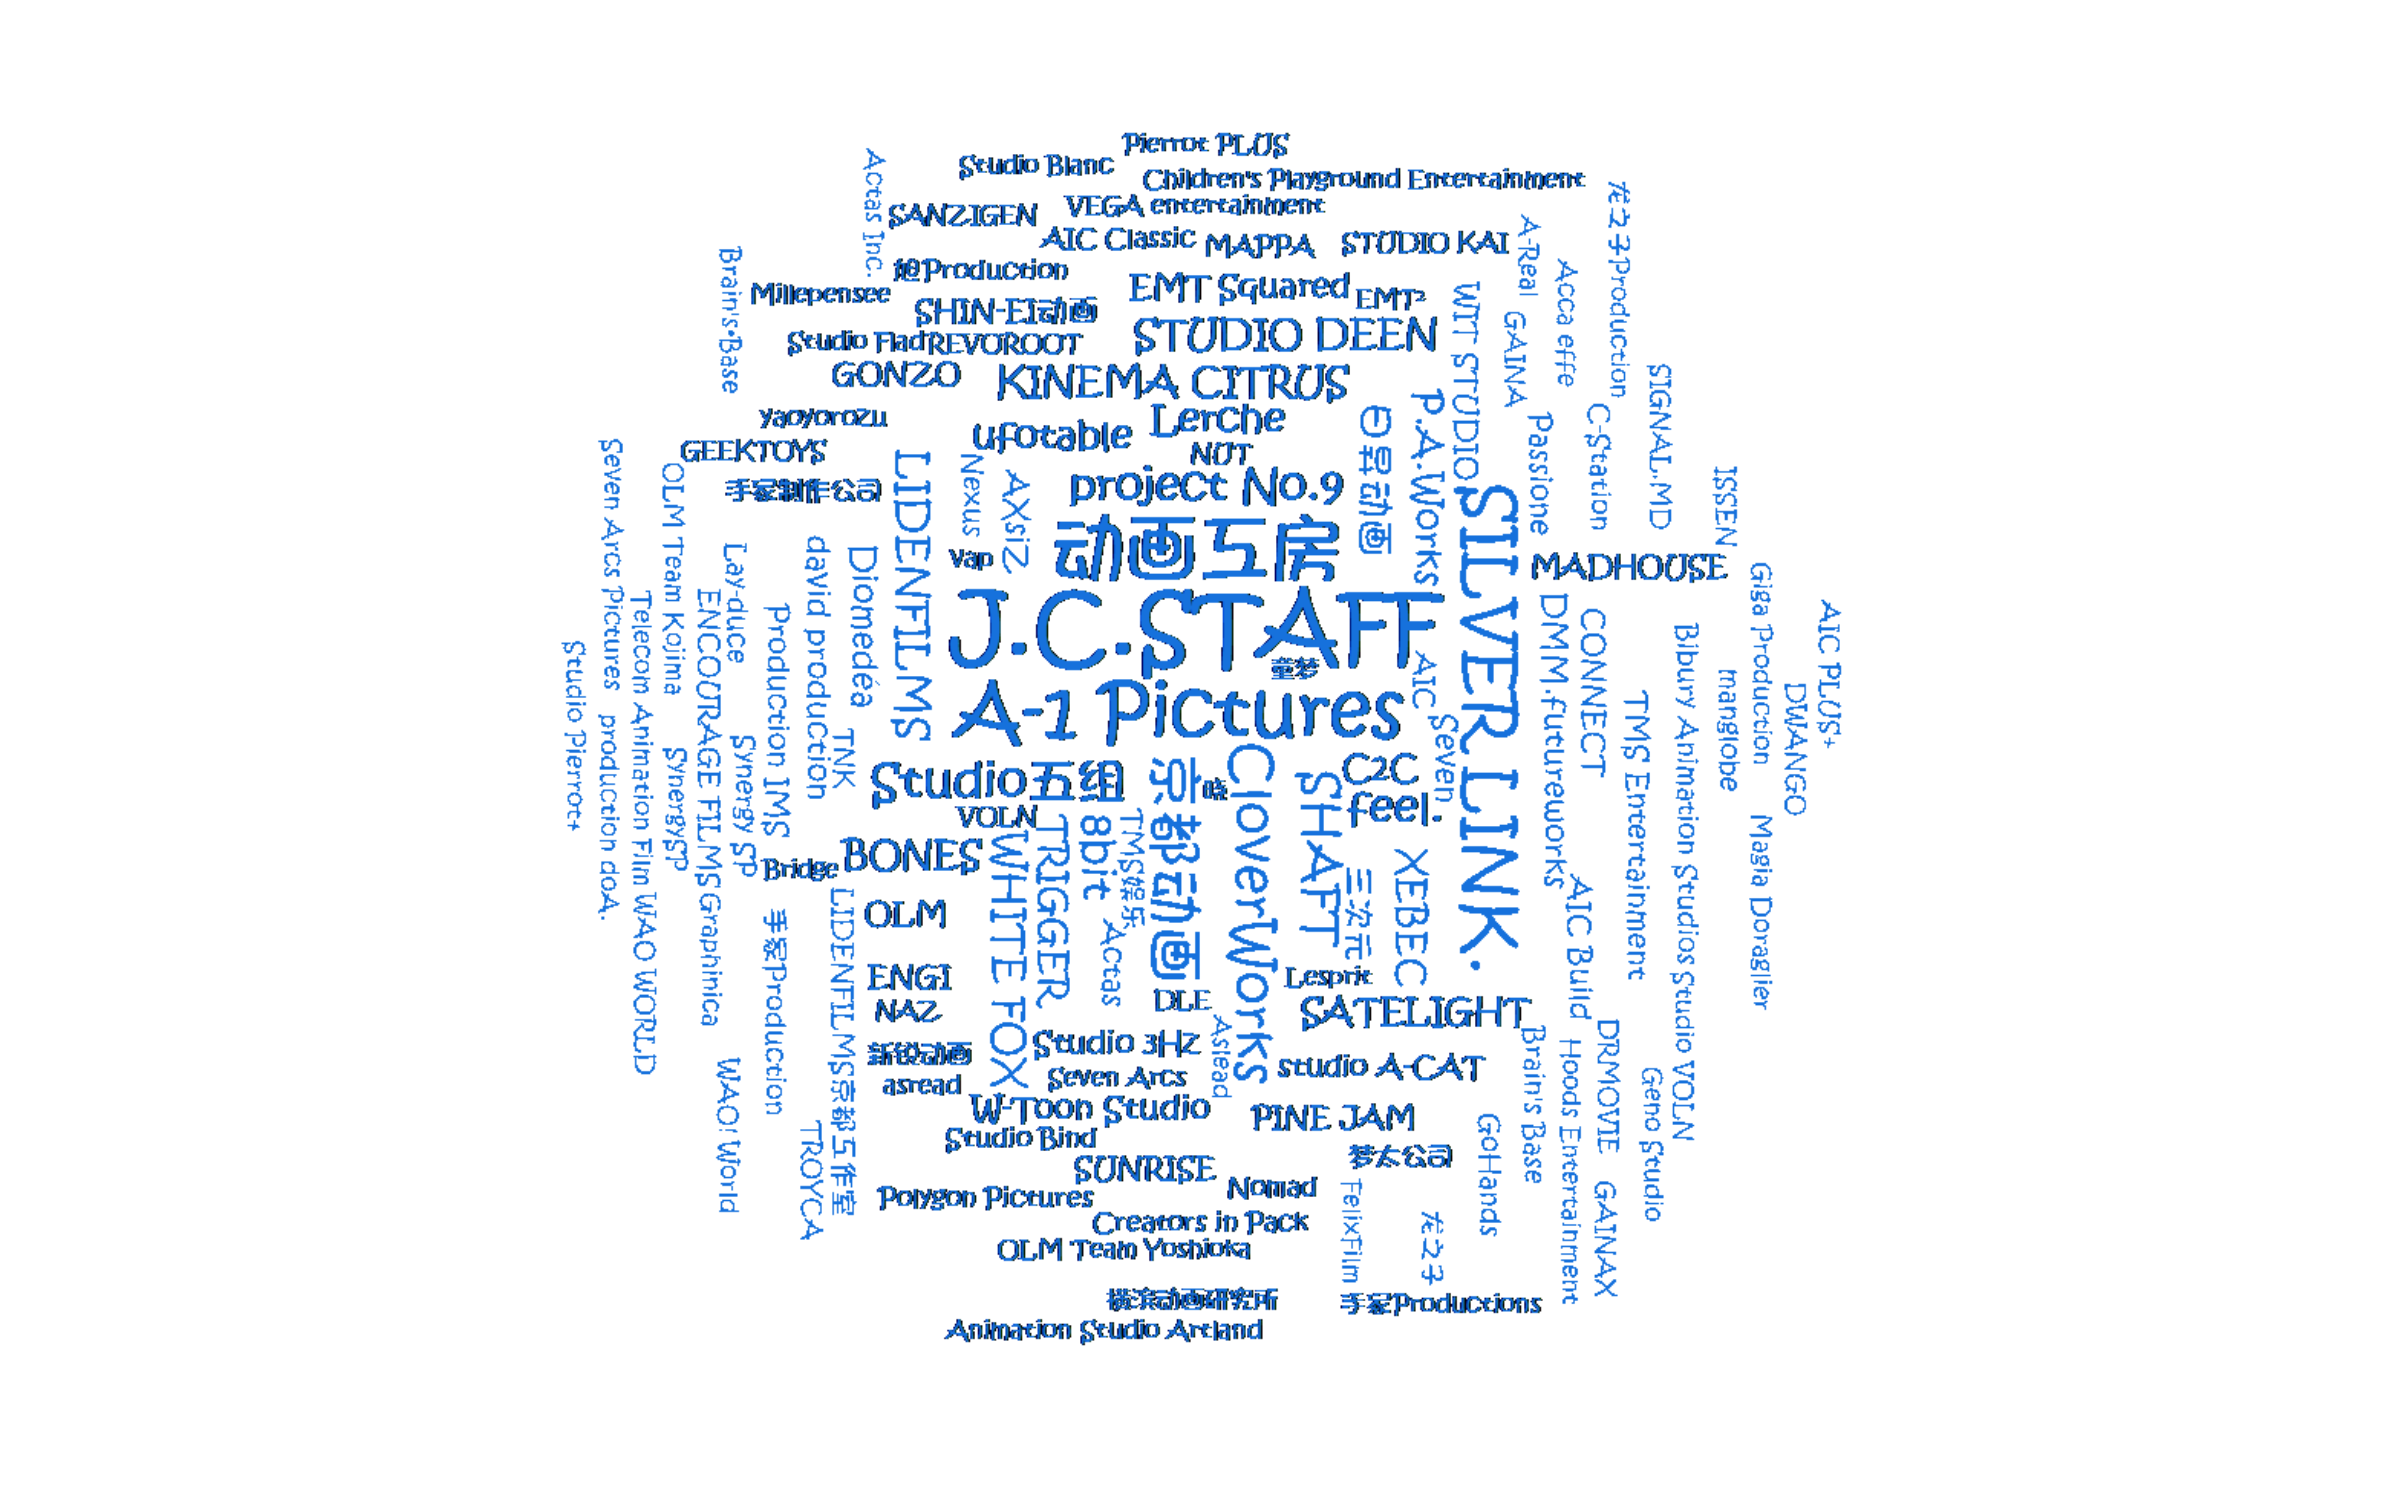 Pierrot PLUS
Studio Blanc
Children's Playground Entertainment
Actas Inc.
SANZIGEN
VEGA entertainment
龙之子Production
A-Real
AIC Classic
MAPPA
STUDIO KAI
Brain's·Base
旭Production
Acca effe
Millepensee
EMT Squared
EMT²
WIT STUDIO
SHIN-EI动画
GAINA
STUDIO DEEN
Studio Flad
REVOROOT
SIGNAL.MD
GONZO
KINEMA CITRUS
P.A.Works
yaoyorozu
Lerche
日昇动画
Passione
C-Station
ufotable
GEEKTOYS
NUT
Seven Arcs Pictures
OLM Team Kojima
LIDENFILMS
Nexus
AXsiZ
project No.9
ISSEN
手冢制作公司
SILVER LINK.
动画工房
Vap
MADHOUSE
david production
Lay-duce
Diomedéa
Giga Production
J.C.STAFF
Telecom Animation Film
ENCOURAGE FILMS
Production IMS
DMM.futureworks
CONNECT
Bibury Animation Studios
AIC PLUS+
童梦
Studio Pierrot+
AIC
manglobe
DWANGO
A-1 Pictures
TMS Entertainment
production doA.
Seven
TNK
Synergy SP
SynergySP
Studio五组
京都动画
CloverWorks
C2C
SHAFT
暁
feel.
VOLN
TRIGGER
8bit
TMS娱乐
Magia Doraglier
BONES
WHITE FOX
Bridge
XEBEC
三次元
AIC Build
LIDENFILMS京都工作室
WAO WORLD
Graphinica
OLM
手冢Production
Actas
ENGI
Lesprit
Studio VOLN
NAZ
DLE
SATELIGHT
Aslead
Brain's Base
DRMOVIE
Studio 3Hz
Hoods Entertainment
WAO! World
studio A-CAT
Geno Studio
asread
Seven Arcs
W-Toon Studio
PINE JAM
GoHands
TROYCA
Studio Bind
梦太公司
SUNRISE
FelixFilm
GAINAX
Polygon Pictures
Nomad
龙之子
Creators in Pack
OLM Team Yoshioka
横滨动画研究所
手冢Productions
Animation Studio Artland